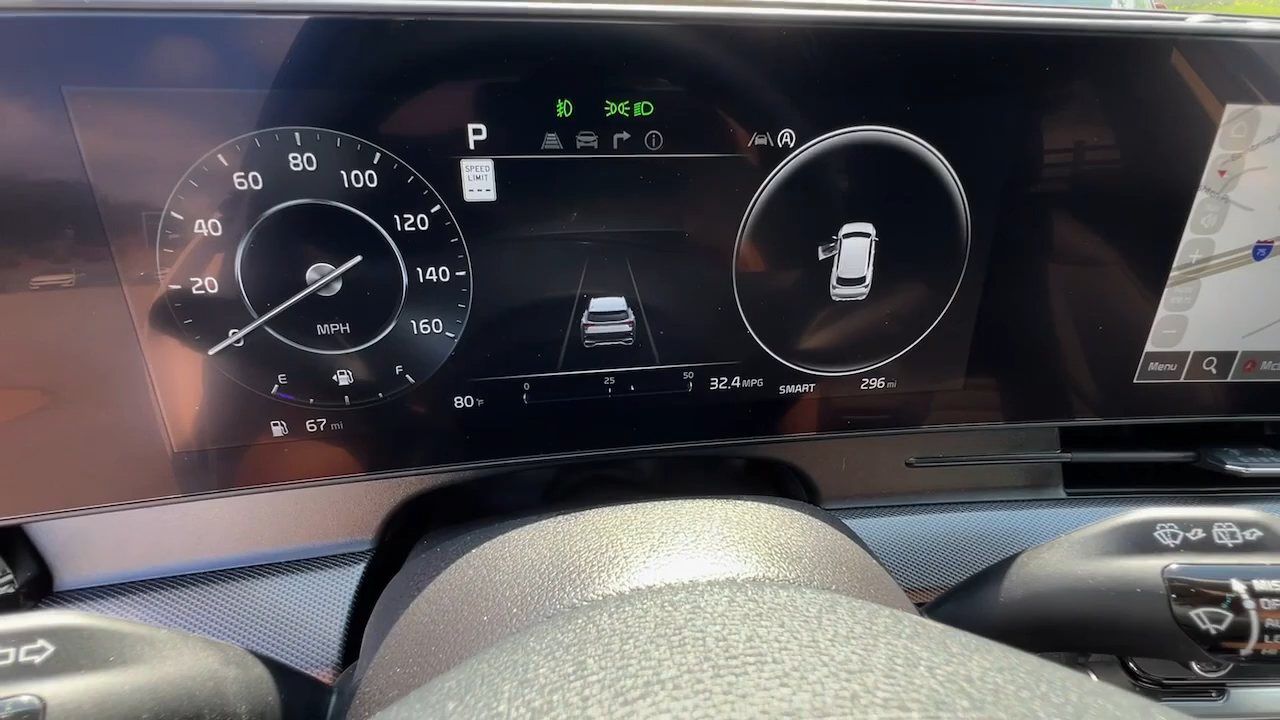 P
SPEED
LIMIT
---
0
20
40
60
80
100
120
140
160
MPH
E
F
67 mi
80°F
0
25
50
32.4 MPG
SMART
296 mi
A
75
Menu